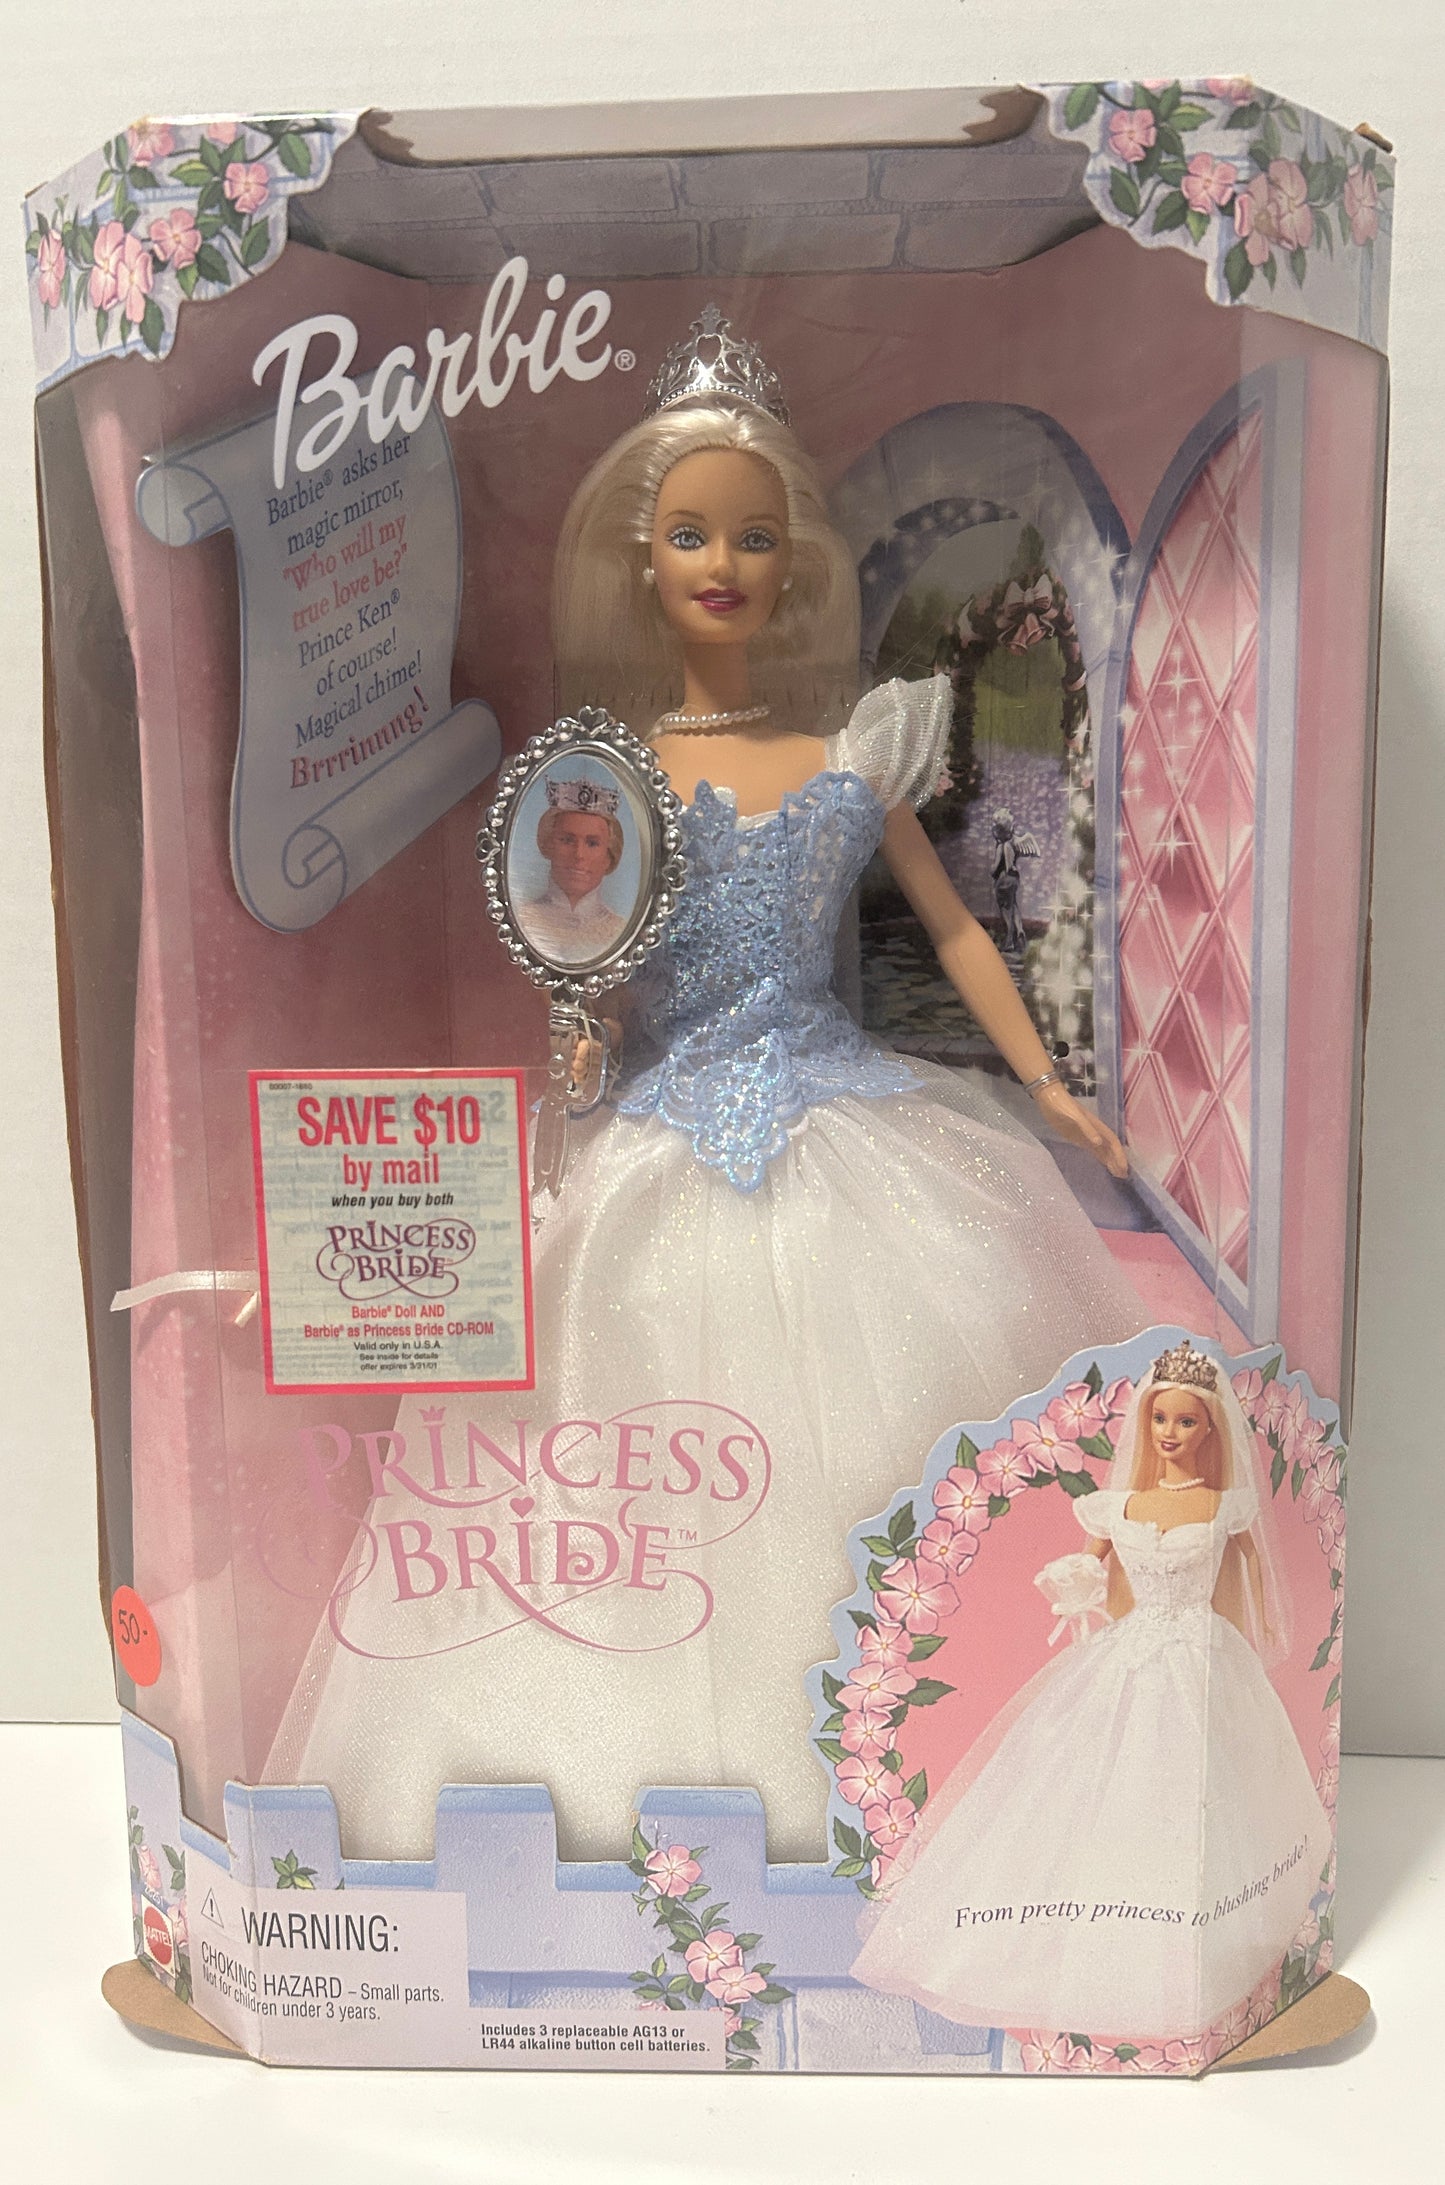 Barbie®
Barbie® asks her
magic mirror,
"Who will my
true love be?"
Prince Ken®
of course!
Magical chime!
Brrrinnng!
SAVE $10
by mail
when you buy both
PRINCESS
BRIDE™
Barbie® Doll AND
Barbie® as Princess Bride CD-ROM
Valid only in U.S.A.
See inside for details
offer expires 3/31/01
PRINCESS
BRIDE™
50-
From pretty princess to blushing bride!
MATTEL
WARNING:
CHOKING HAZARD – Small parts.
Not for children under 3 years.
Includes 3 replaceable AG13 or
LR44 alkaline button cell batteries.